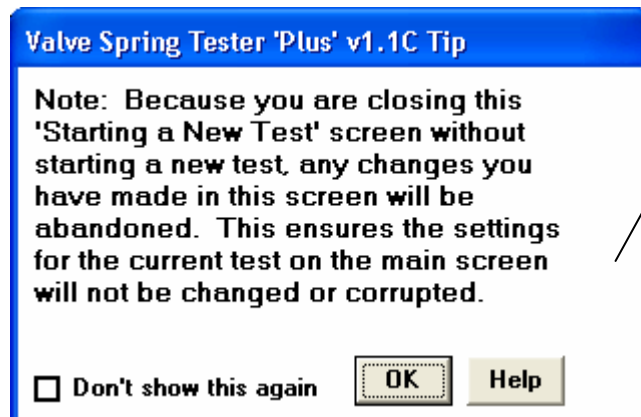 Valve Spring Tester 'Plus' v1.1C Tip
Note:  Because you are closing this
'Starting a New Test' screen without
starting a new test, any changes you
have made in this screen will be
abandoned.  This ensures the settings
for the current test on the main screen
will not be changed or corrupted.
Don't show this again
OK
Help